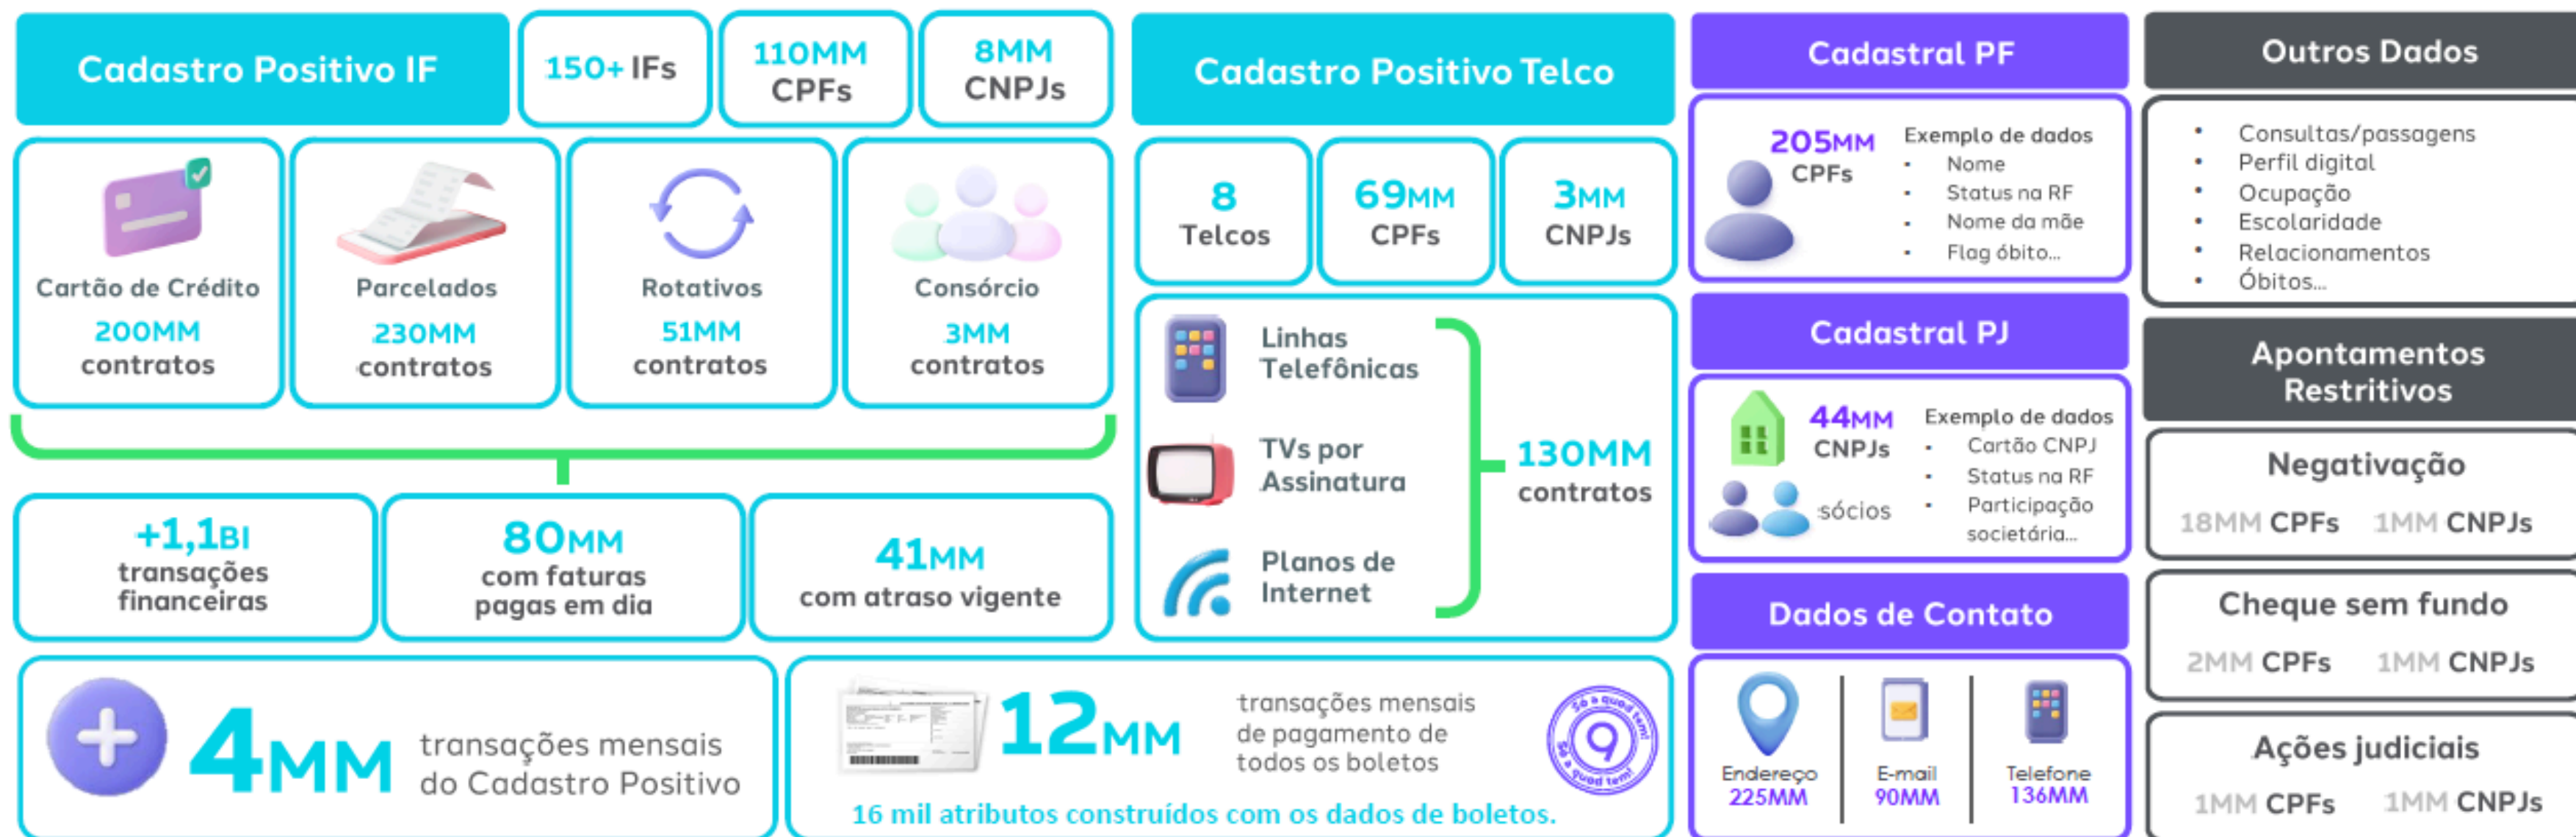 Cadastro Positivo IF
150+ IFs
110MM
CPFs
8MM
CNPJs
Cartão de Crédito
200MM
contratos
Parcelados
230MM
contratos
Rotativos
51MM
contratos
Consórcio
3MM
contratos
+1,1BI
transações
financeiras
80MM
com faturas
pagas em dia
41MM
com atraso vigente
4MM
transações mensais
do Cadastro Positivo
Cadastro Positivo Telco
8
Telcos
69MM
CPFs
3MM
CNPJs
Linhas
Telefônicas
TVs por
Assinatura
Planos de
Internet
130MM
contratos
12MM
transações mensais
de pagamento de
todos os boletos
Só a quod tem!
Só a quod tem!
16 mil atributos construídos com os dados de boletos.
Cadastral PF
205MM
CPFs
Exemplo de dados
▪ Nome
▪ Status na RF
▪ Nome da mãe
▪ Flag óbito...
Cadastral PJ
44MM
CNPJs
sócios
Exemplo de dados
▪ Cartão CNPJ
▪ Status na RF
▪ Participação
societária...
Dados de Contato
Endereço
225MM
E-mail
90MM
Telefone
136MM
Outros Dados
• Consultas/passagens
• Perfil digital
• Ocupação
• Escolaridade
• Relacionamentos
• Óbitos...
Apontamentos
Restritivos
Negativação
18MM CPFs 1MM CNPJs
Cheque sem fundo
2MM CPFs 1MM CNPJs
Ações judiciais
1MM CPFs 1MM CNPJs